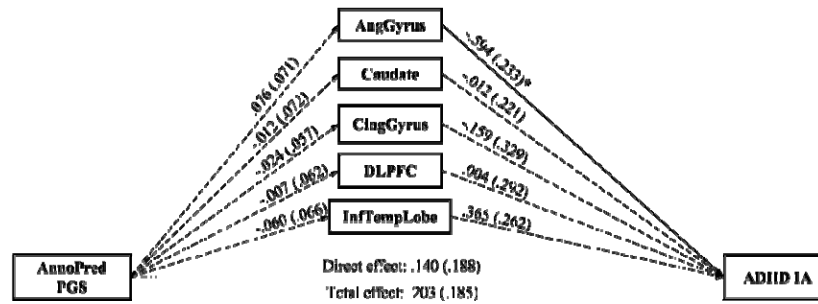 AngGyrus
Caudate
CingGyrus
DLPFC
InfTempLobe
.076 (.071)
-.012 (.072)
-.024 (.057)
-.007 (.062)
-.060 (.066)
-.594 (.233)*
-.012 (.221)
-.159 (.329)
.004 (.292)
.365 (.262)
AnnoPred
PGS
Direct effect: .140 (.188)
Total effect: .203 (.185)
ADHD IA